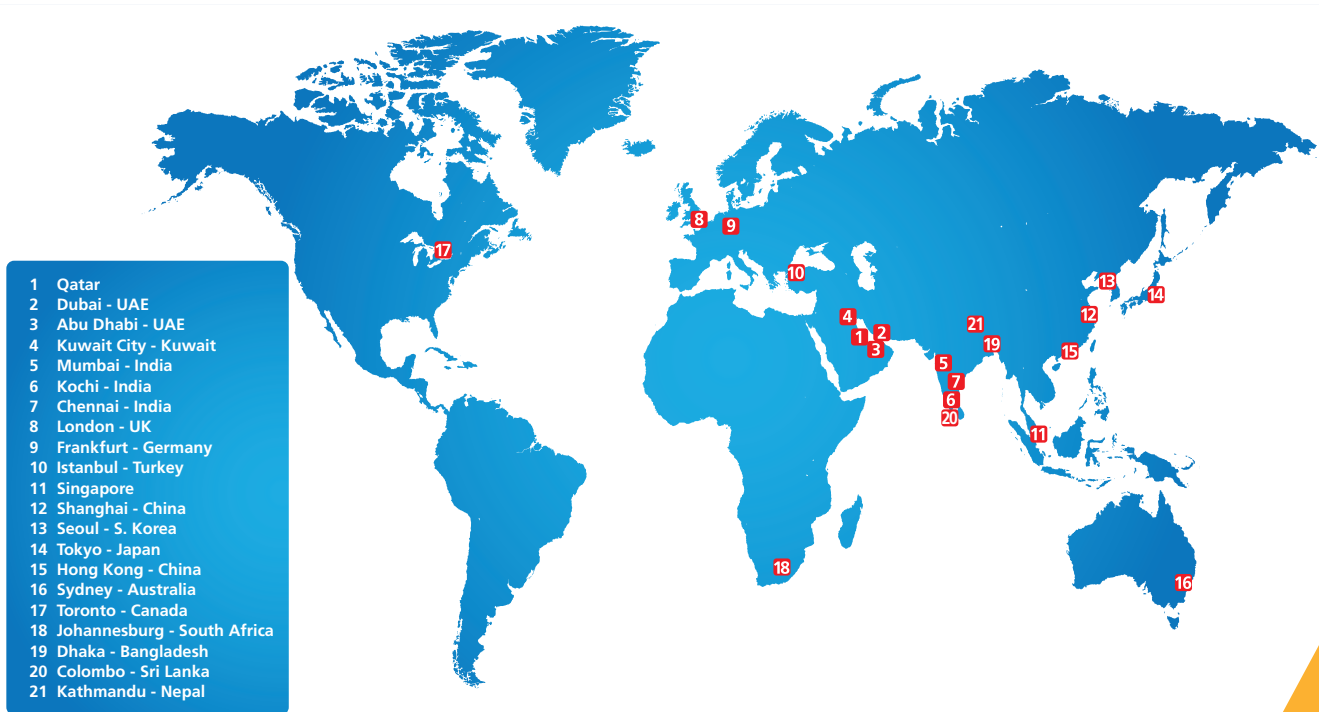 1 Qatar
2 Dubai - UAE
3 Abu Dhabi - UAE
4 Kuwait City - Kuwait
5 Mumbai - India
6 Kochi - India
7 Chennai - India
8 London - UK
9 Frankfurt - Germany
10 Istanbul - Turkey
11 Singapore
12 Shanghai - China
13 Seoul - S. Korea
14 Tokyo - Japan
15 Hong Kong - China
16 Sydney - Australia
17 Toronto - Canada
18 Johannesburg - South Africa
19 Dhaka - Bangladesh
20 Colombo - Sri Lanka
21 Kathmandu - Nepal
8
9
17
10
13
14
4
12
21
1
2
19
3
15
5
7
6
20
11
18
16